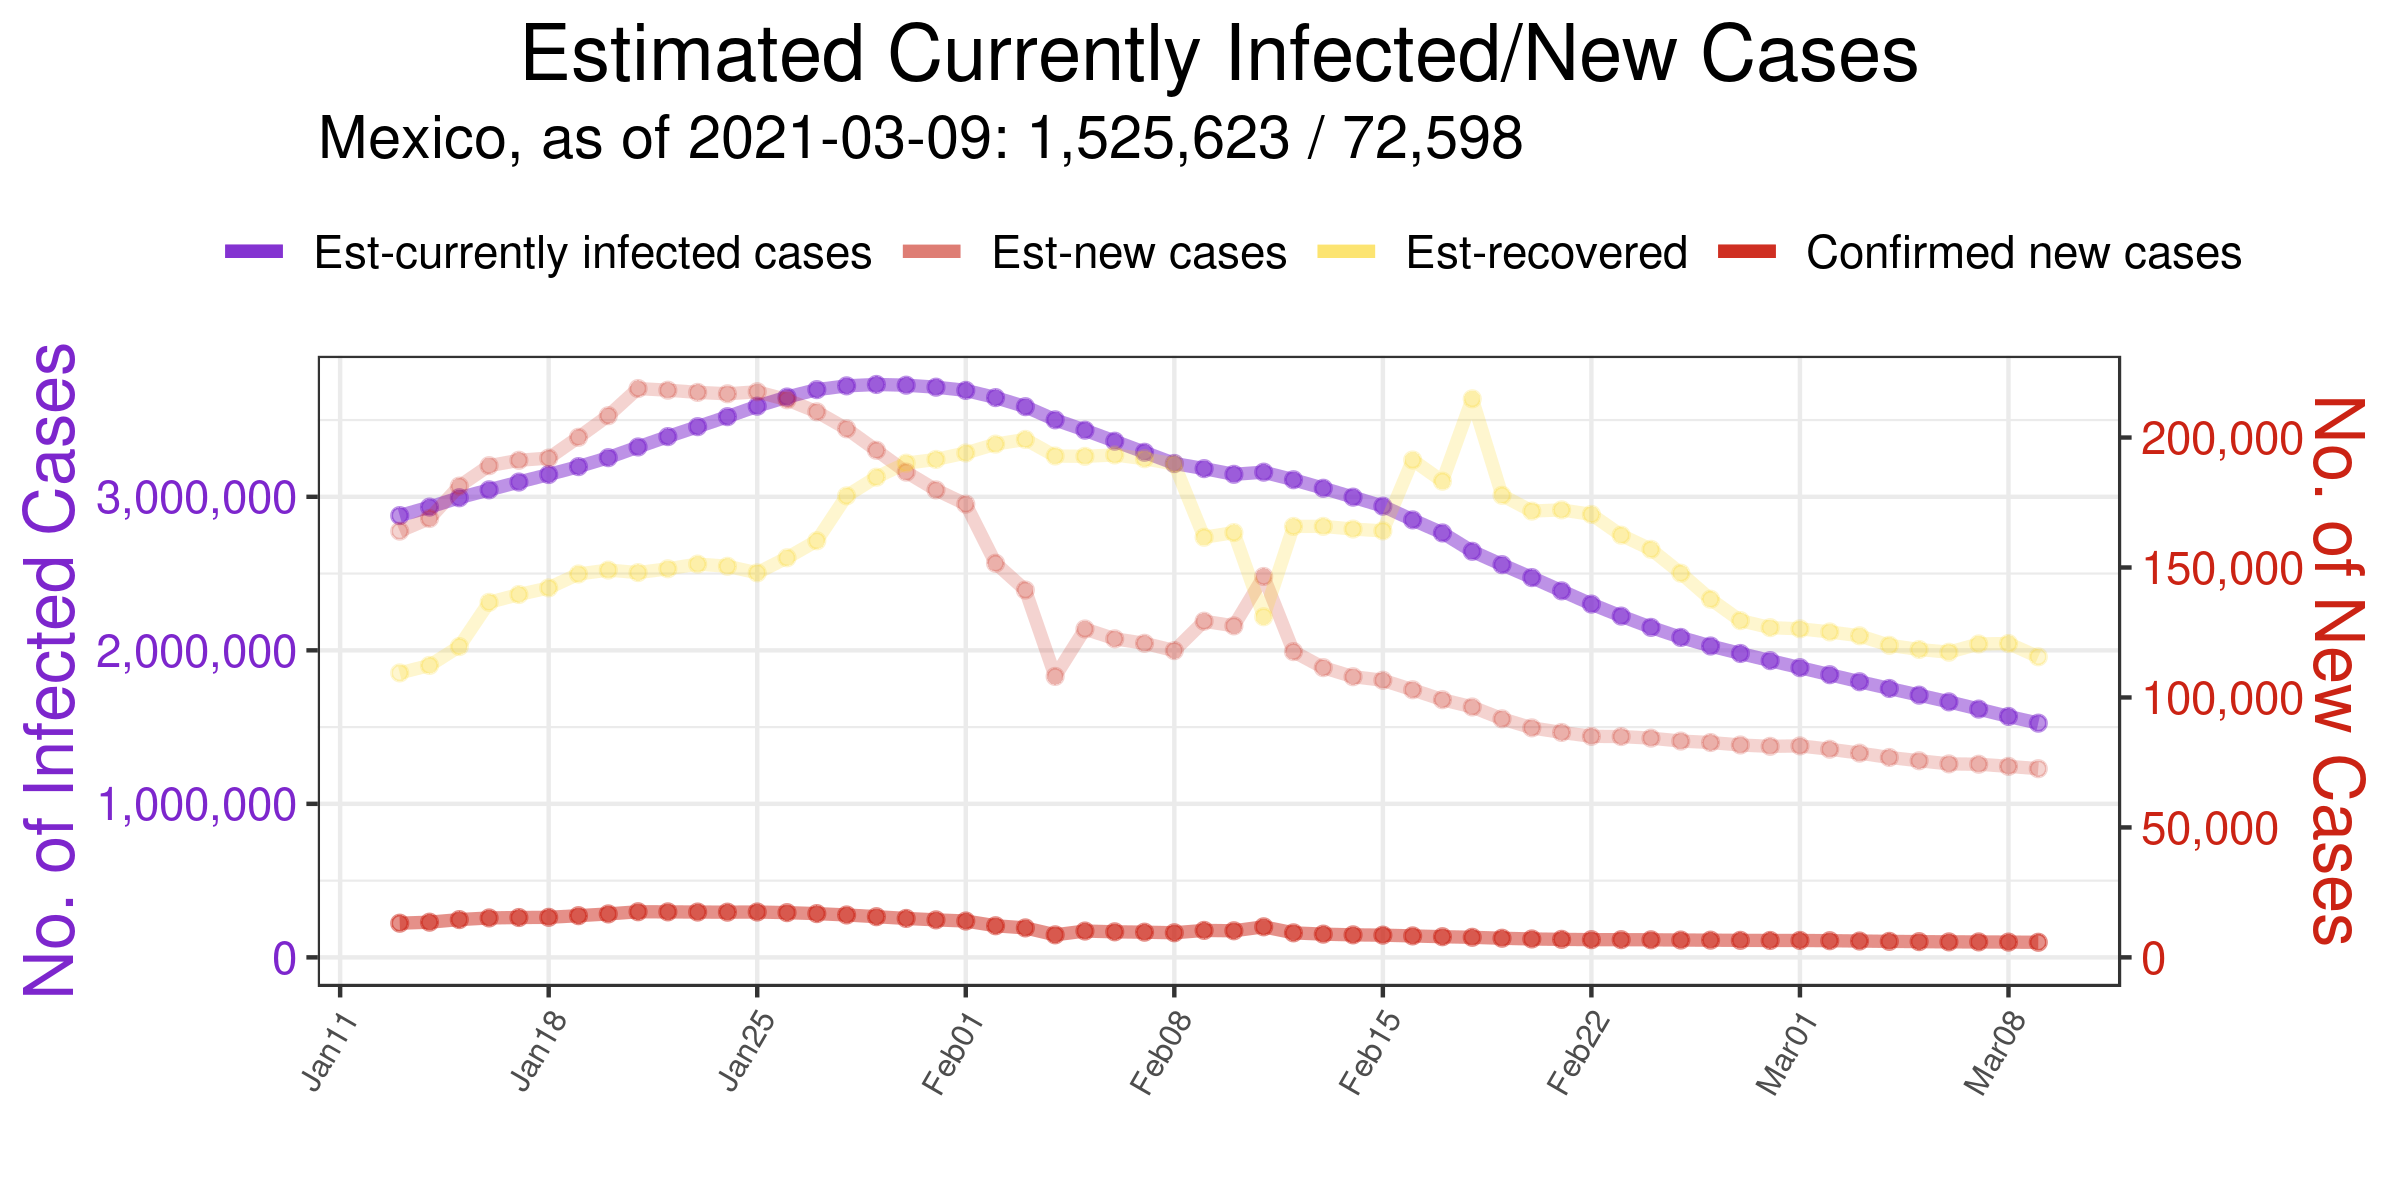 Estimated Currently Infected/New Cases
Mexico, as of 2021-03-09: 1,525,623 / 72,598
Est-currently infected cases Est-new cases Est-recovered Confirmed new cases
No. of Infected Cases
3,000,000
2,000,000
1,000,000
0
200,000
150,000
100,000
50,000
0
No. of New Cases
Jan11 Jan18 Jan25 Feb01 Feb08 Feb15 Feb22 Mar01 Mar08